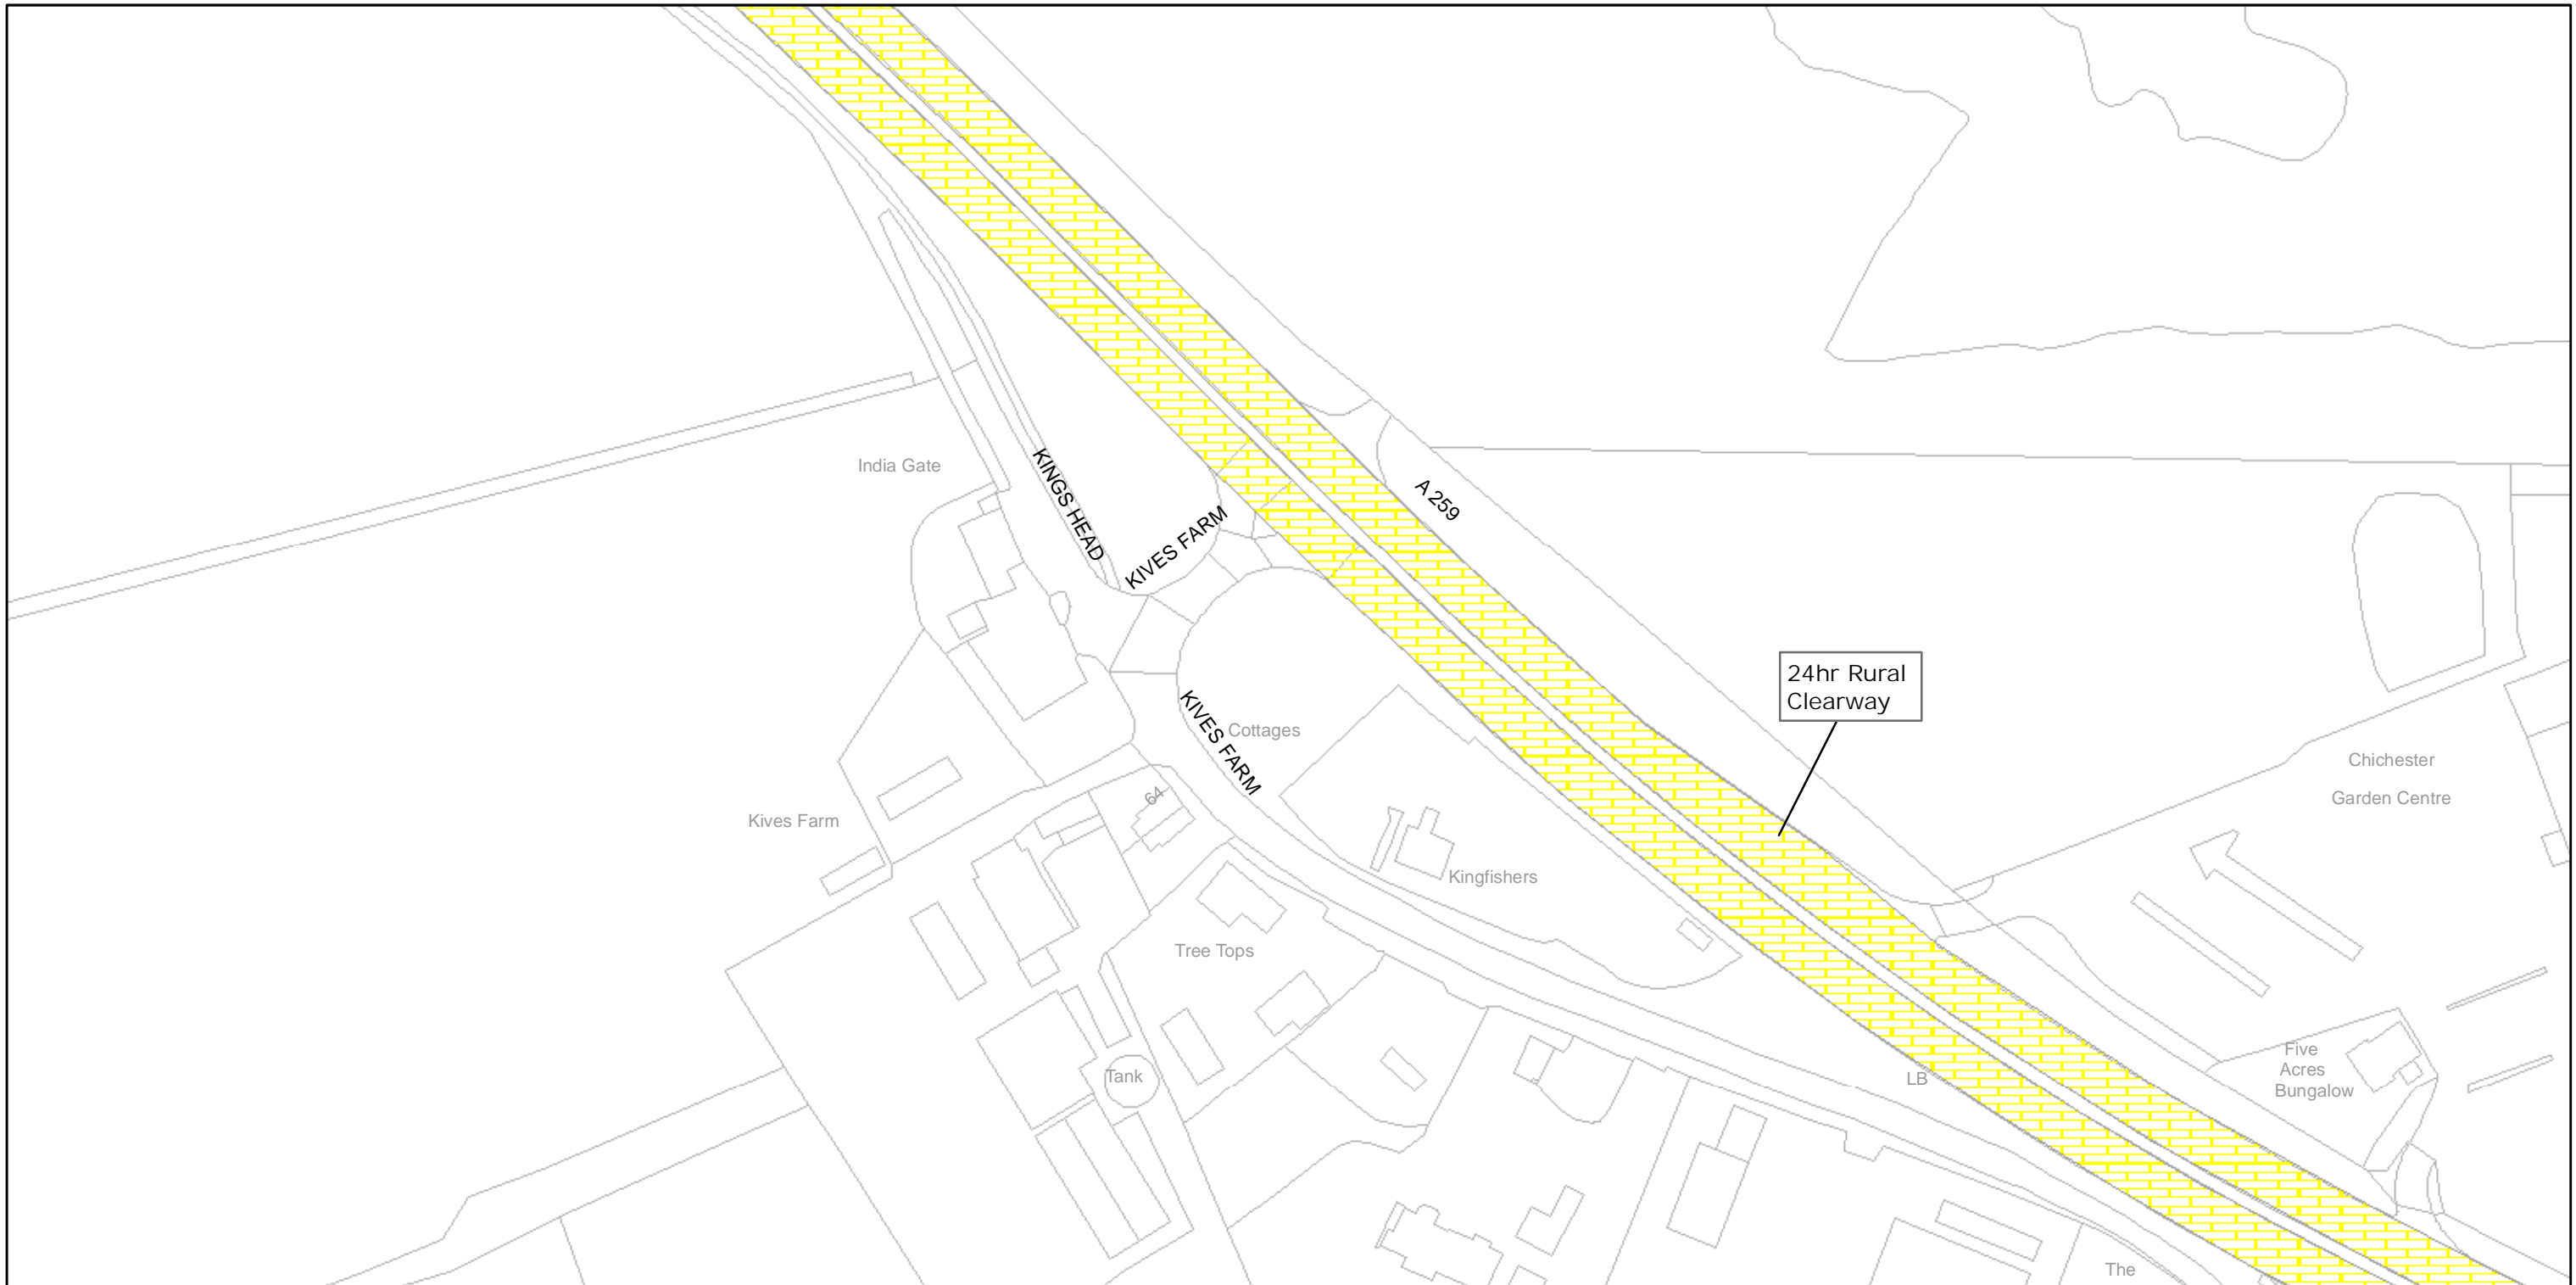 India Gate
KINGS HEAD
KIVES FARM
A 259
24hr Rural
Clearway
KIVES FARM
Cottages
Chichester
Garden Centre
64
Kives Farm
Kingfishers
Tree Tops
Tank
LB
Five
Acres
Bungalow
The